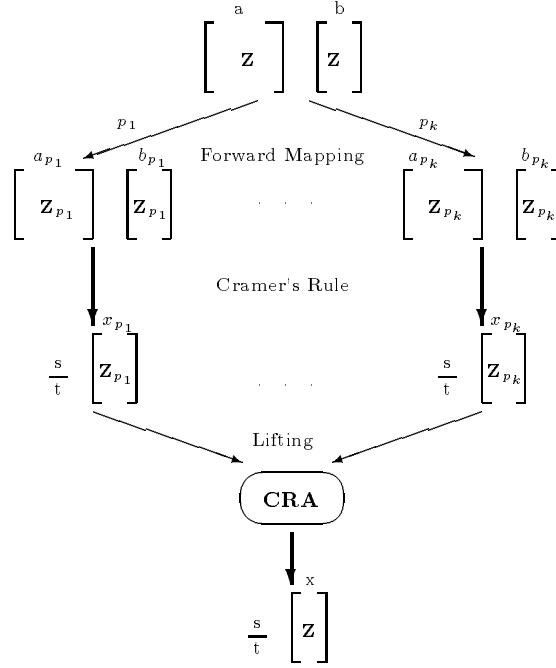 a b
Z Z
p1 pk
ap1 bp1 Forward Mapping apk bpk
Zp1 Zp1 . . . Zpk Zpk
Cramer's Rule
xp1 xpk
s/t Zp1 . . . s/t Zpk
Lifting
CRA
x
s/t Z